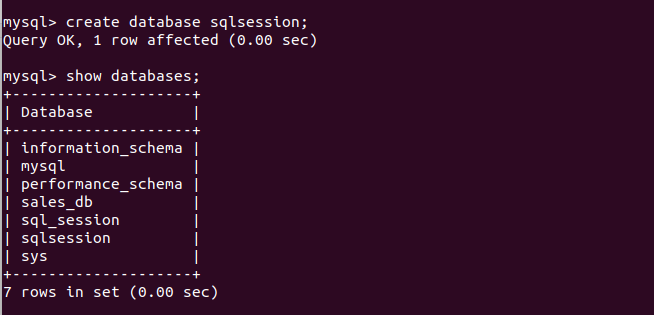 mysql> create database sqlsession;
Query OK, 1 row affected (0.00 sec)
mysql> show databases;
+--------------------+
| Database           |
+--------------------+
| information_schema |
| mysql              |
| performance_schema |
| sales_db           |
| sql_session        |
| sqlsession         |
| sys                |
+--------------------+
7 rows in set (0.00 sec)